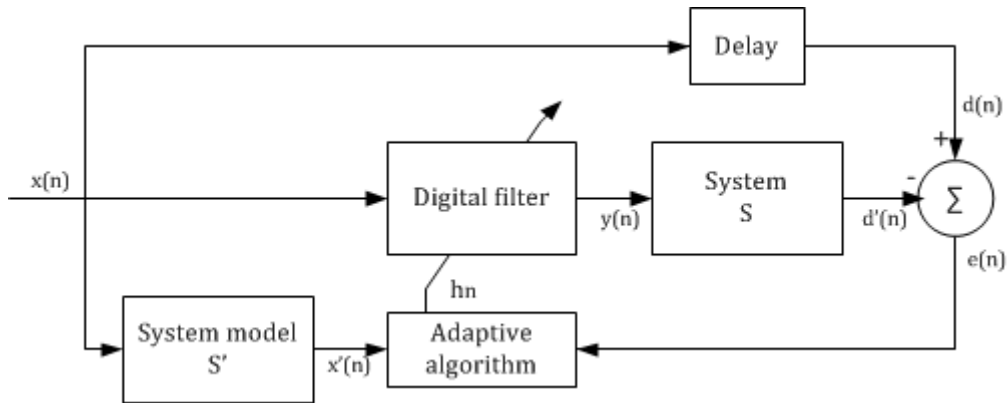 Delay
d(n)
+
x(n)
Digital filter
y(n)
System
S
-
d'(n)
Σ
e(n)
hn
System model
S'
x'(n)
Adaptive
algorithm